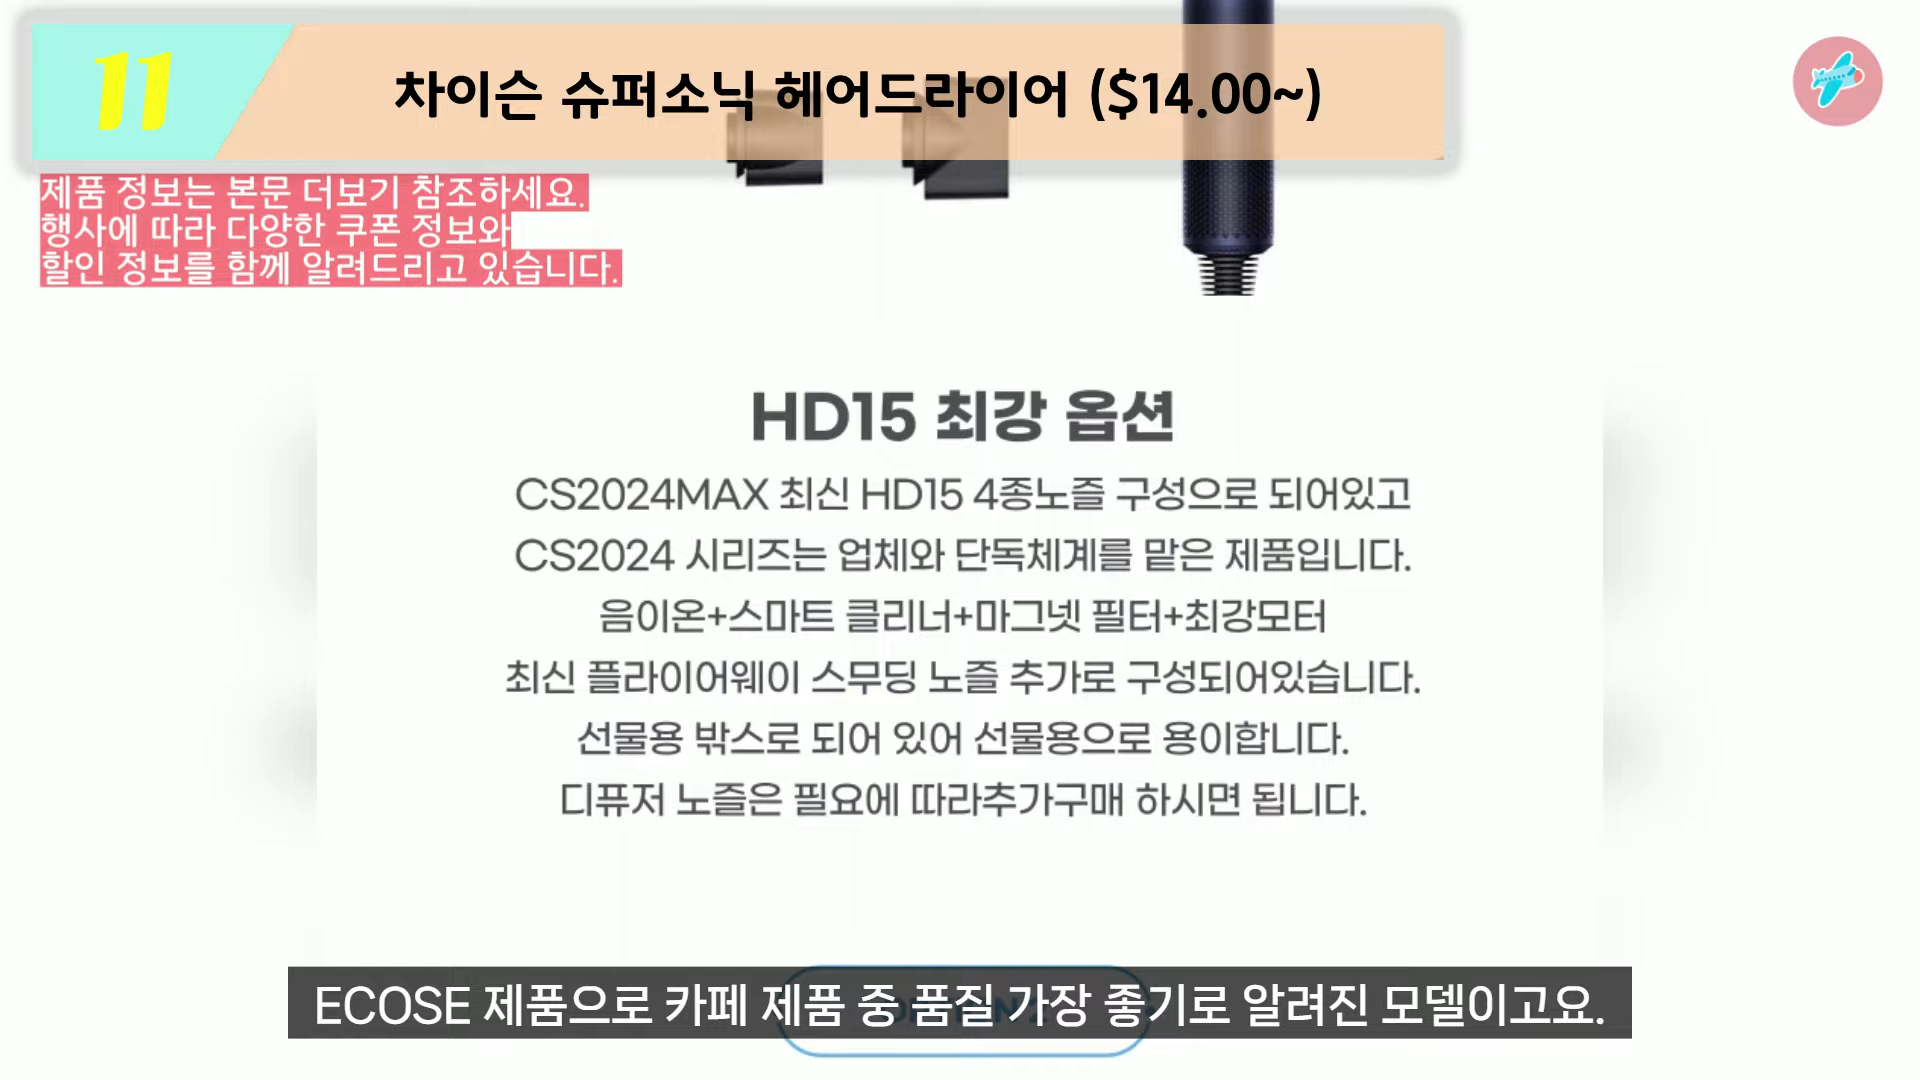 11
차이슨 슈퍼소닉 헤어드라이어 ($14.00~)
제품 정보는 본문 더보기 참조하세요.
행사에 따라 다양한 쿠폰 정보와
할인 정보를 함께 알려드리고 있습니다.
HD15 최강 옵션
CS2024MAX 최신 HD15 4종노즐 구성으로 되어있고
CS2024 시리즈는 업체와 단독체계를 맡은 제품입니다.
음이온+스마트 클리너+마그넷 필터+최강모터
최신 플라이어웨이 스무딩 노즐 추가로 구성되어있습니다.
선물용 밖스로 되어 있어 선물용으로 용이합니다.
디퓨저 노즐은 필요에 따라추가구매 하시면 됩니다.
ECOSE 제품으로 카페 제품 중 품질 가장 좋기로 알려진 모델이고요.